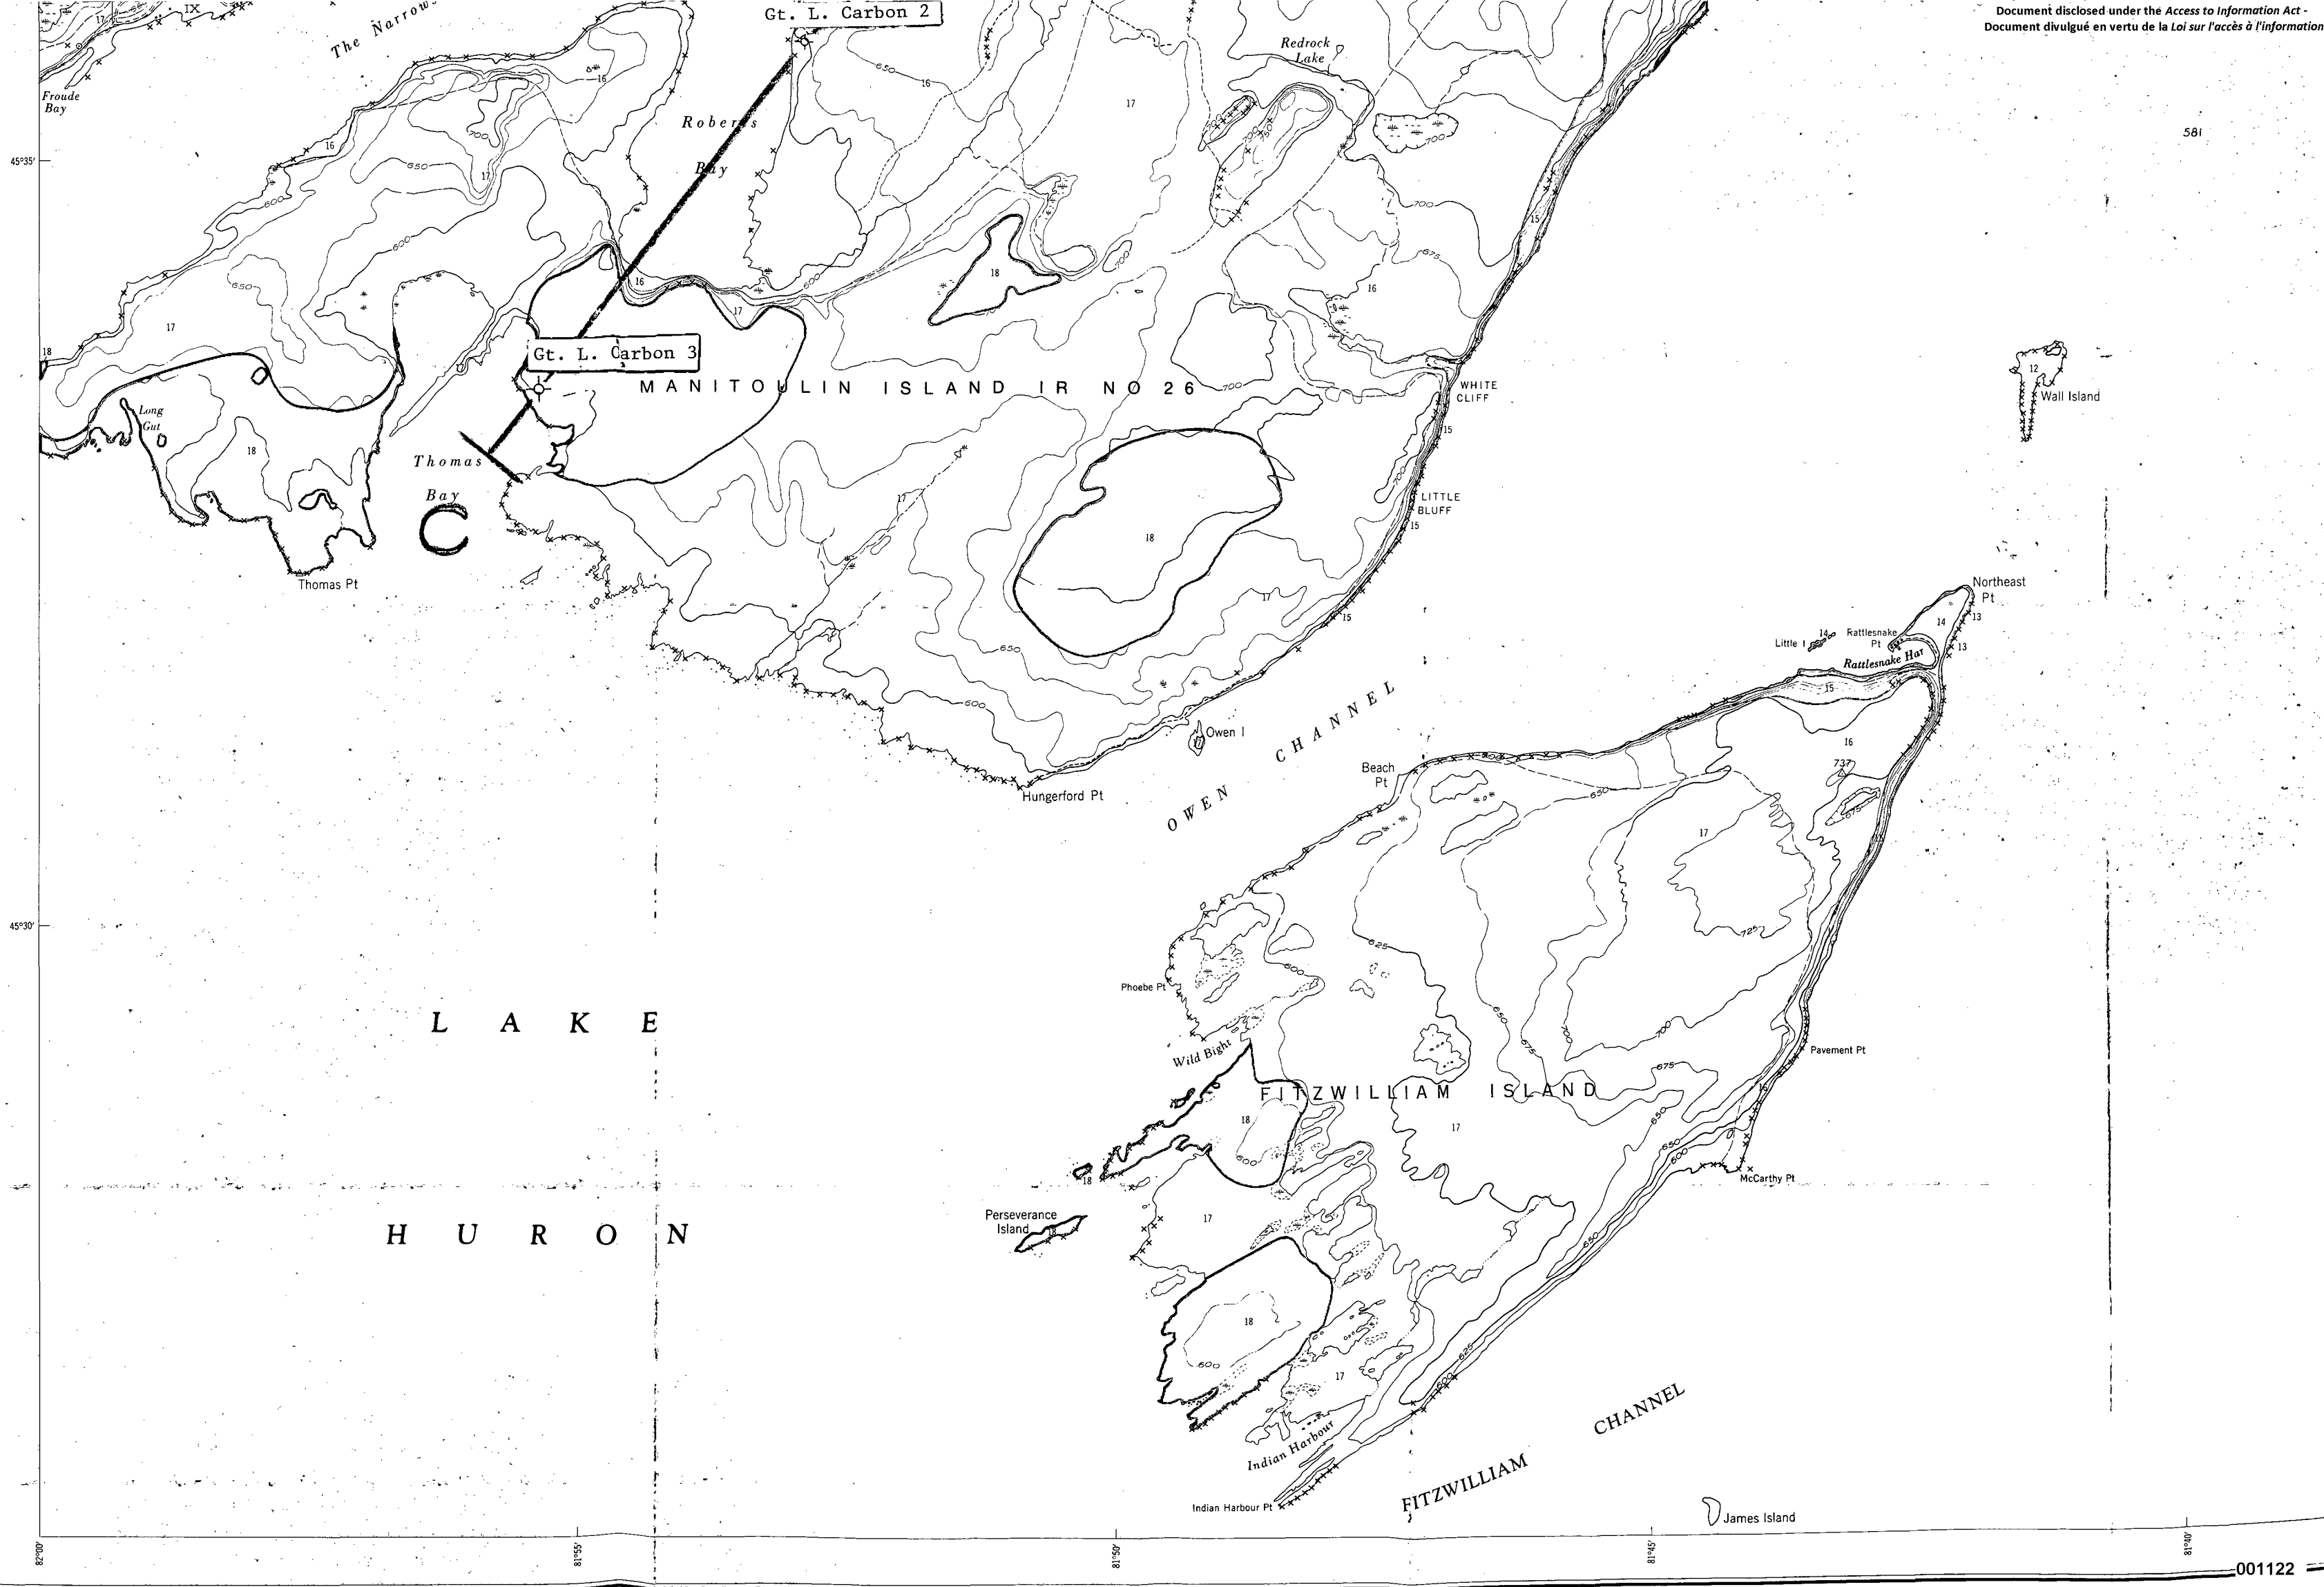 Document disclosed under the Access to Information Act -
Document divulgué en vertu de la Loi sur l'accès à l'information
Gt. L. Carbon 2
IX
The Narrows
Froude
Bay
Redrock
Lake
45°35'
581
Roberts
Bay
Gt. L. Carbon 3
MANITOULIN ISLAND IR NO 26
WHITE
CLIFF
12
Wall Island
Long
Gut
Thomas
Bay
C
LITTLE
BLUFF
Thomas Pt
Northeast
Pt
Little I
Rattlesnake
Pt
Rattlesnake Har
Owen I
OWEN CHANNEL
Hungerford Pt
Beach
Pt
737
45°30'
Phoebe Pt
Wild Bight
LAKE
HURON
FITZWILLIAM ISLAND
Pavement Pt
McCarthy Pt
Perseverance
Island
Indian Harbour
Indian Harbour Pt
FITZWILLIAM CHANNEL
James Island
82°00'
81°55'
81°50'
81°45'
81°40'
001122